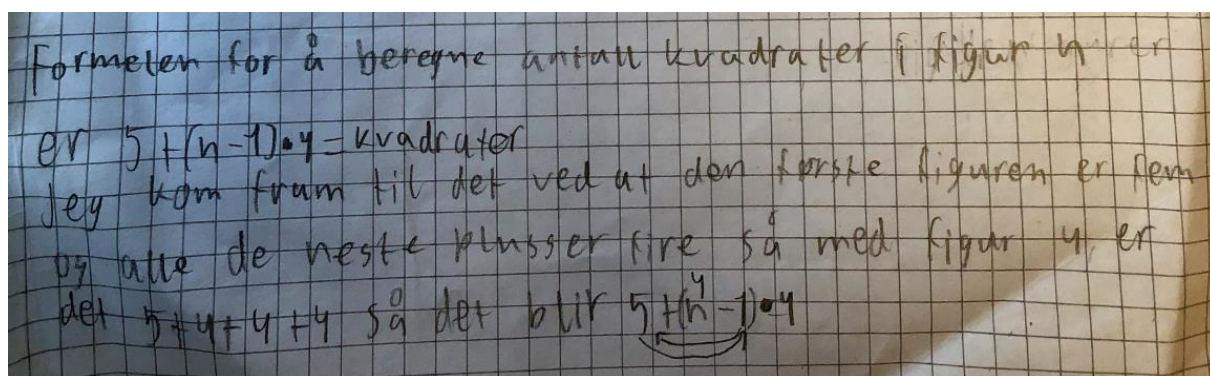 Formelen for å beregne antall kvadrater i figur n er
er 5+(n-1)•4=kvadrater
Jeg kom fram til det ved at den første figuren er fem
og alle de neste plusser fire så med figur 4 er
det 5+4+4+4 så det blir 5+(n-1)•4
4